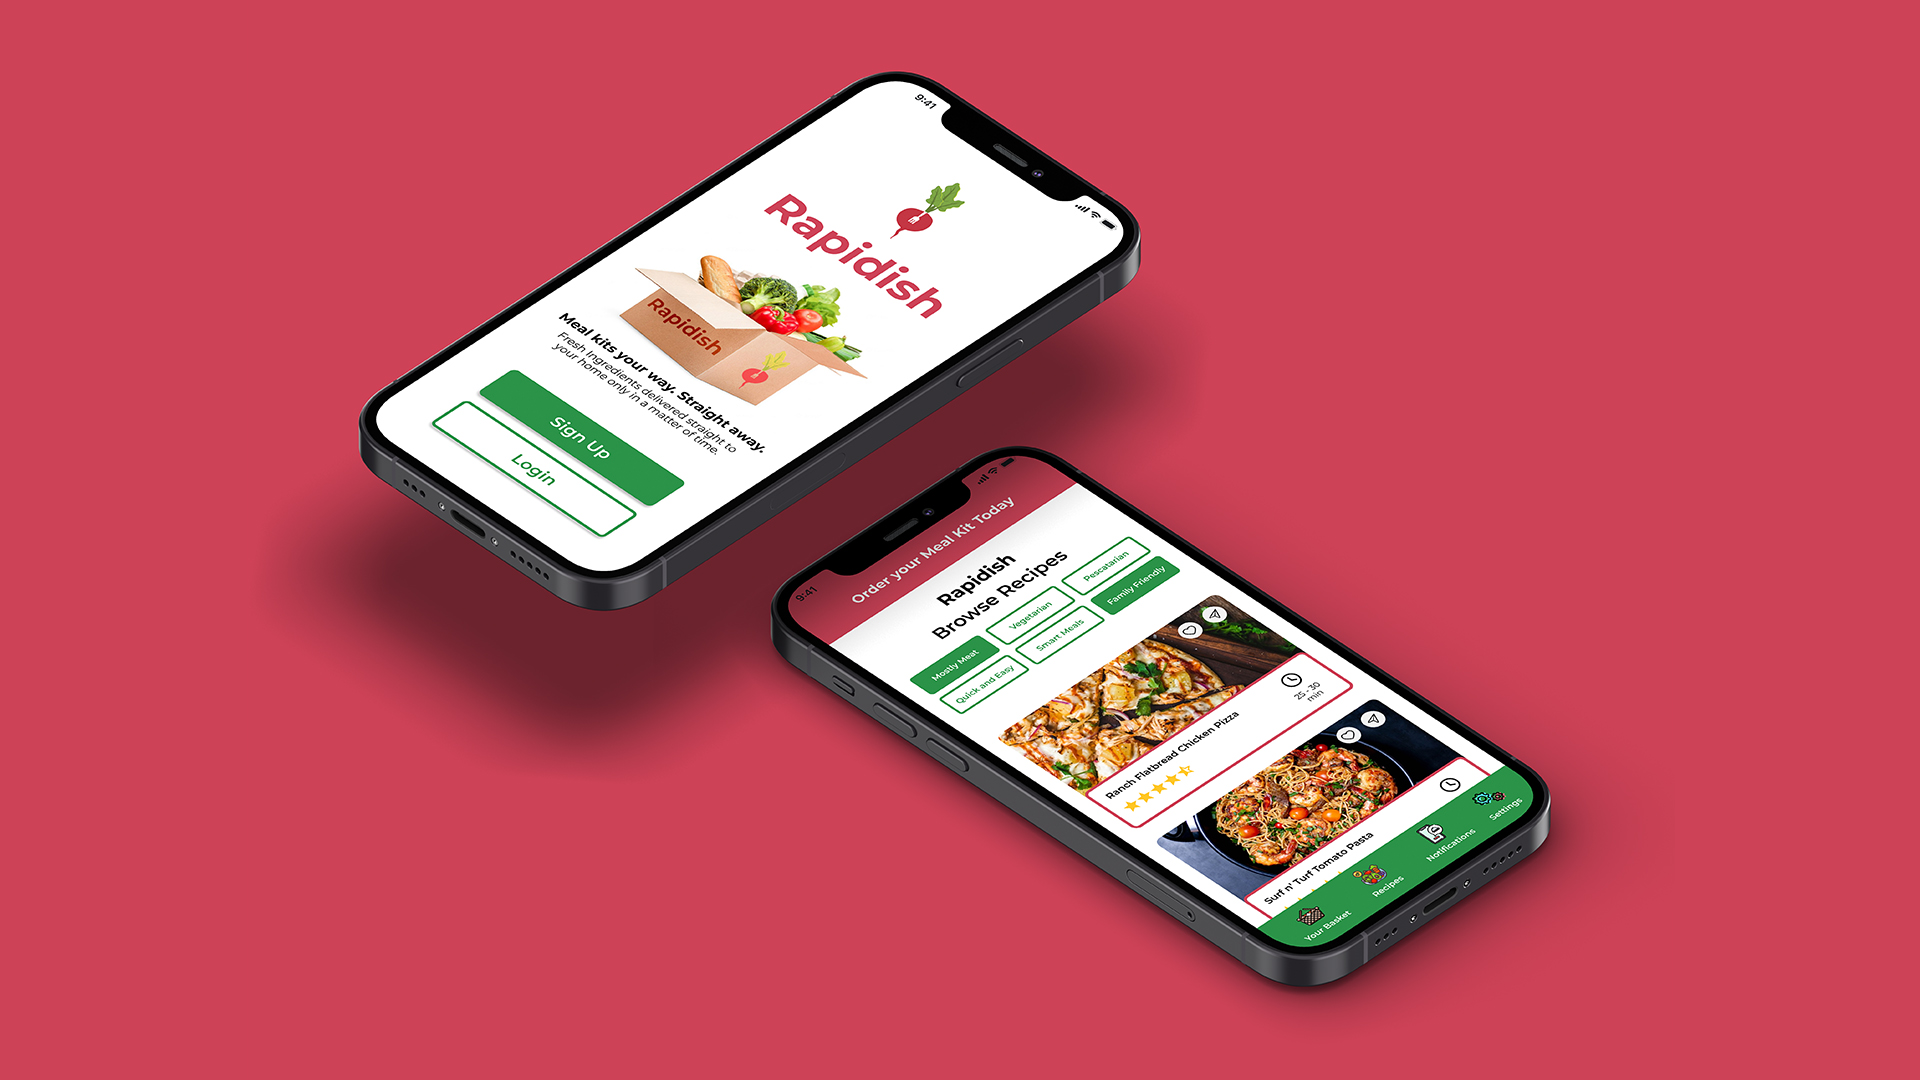 9:41
Rapidish
Rapidish
Meal kits your way. Straight away.
Fresh Ingredients delivered straight to
your home only in a matter of time.
Sign Up
Login
9:41
Order your Meal Kit Today
Rapidish
Browse Recipes
Mostly Meat
Vegetarian
Pescatarian
Quick and Easy
Smart Meals
Family Friendly
Ranch Flatbread Chicken Pizza
25 - 30
min
Surf n' Turf Tomato Pasta
Your Basket
Recipes
Notifications
Settings